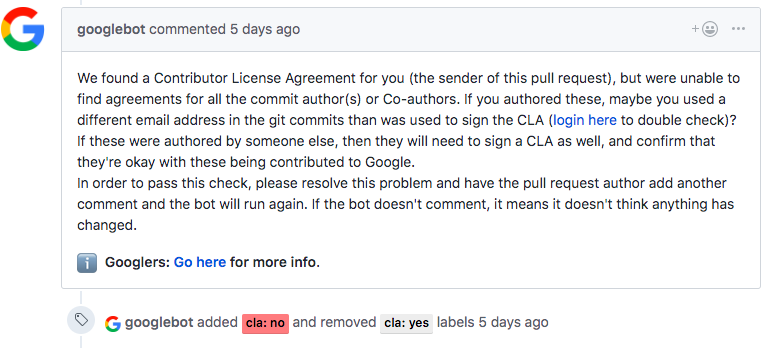 googlebot commented 5 days ago
We found a Contributor License Agreement for you (the sender of this pull request), but were unable to
find agreements for all the commit author(s) or Co-authors. If you authored these, maybe you used a
different email address in the git commits than was used to sign the CLA (login here to double check)?
If these were authored by someone else, then they will need to sign a CLA as well, and confirm that
they're okay with these being contributed to Google.
In order to pass this check, please resolve this problem and have the pull request author add another
comment and the bot will run again. If the bot doesn't comment, it means it doesn't think anything has
changed.
Googlers: Go here for more info.
googlebot added cla: no and removed cla: yes labels 5 days ago